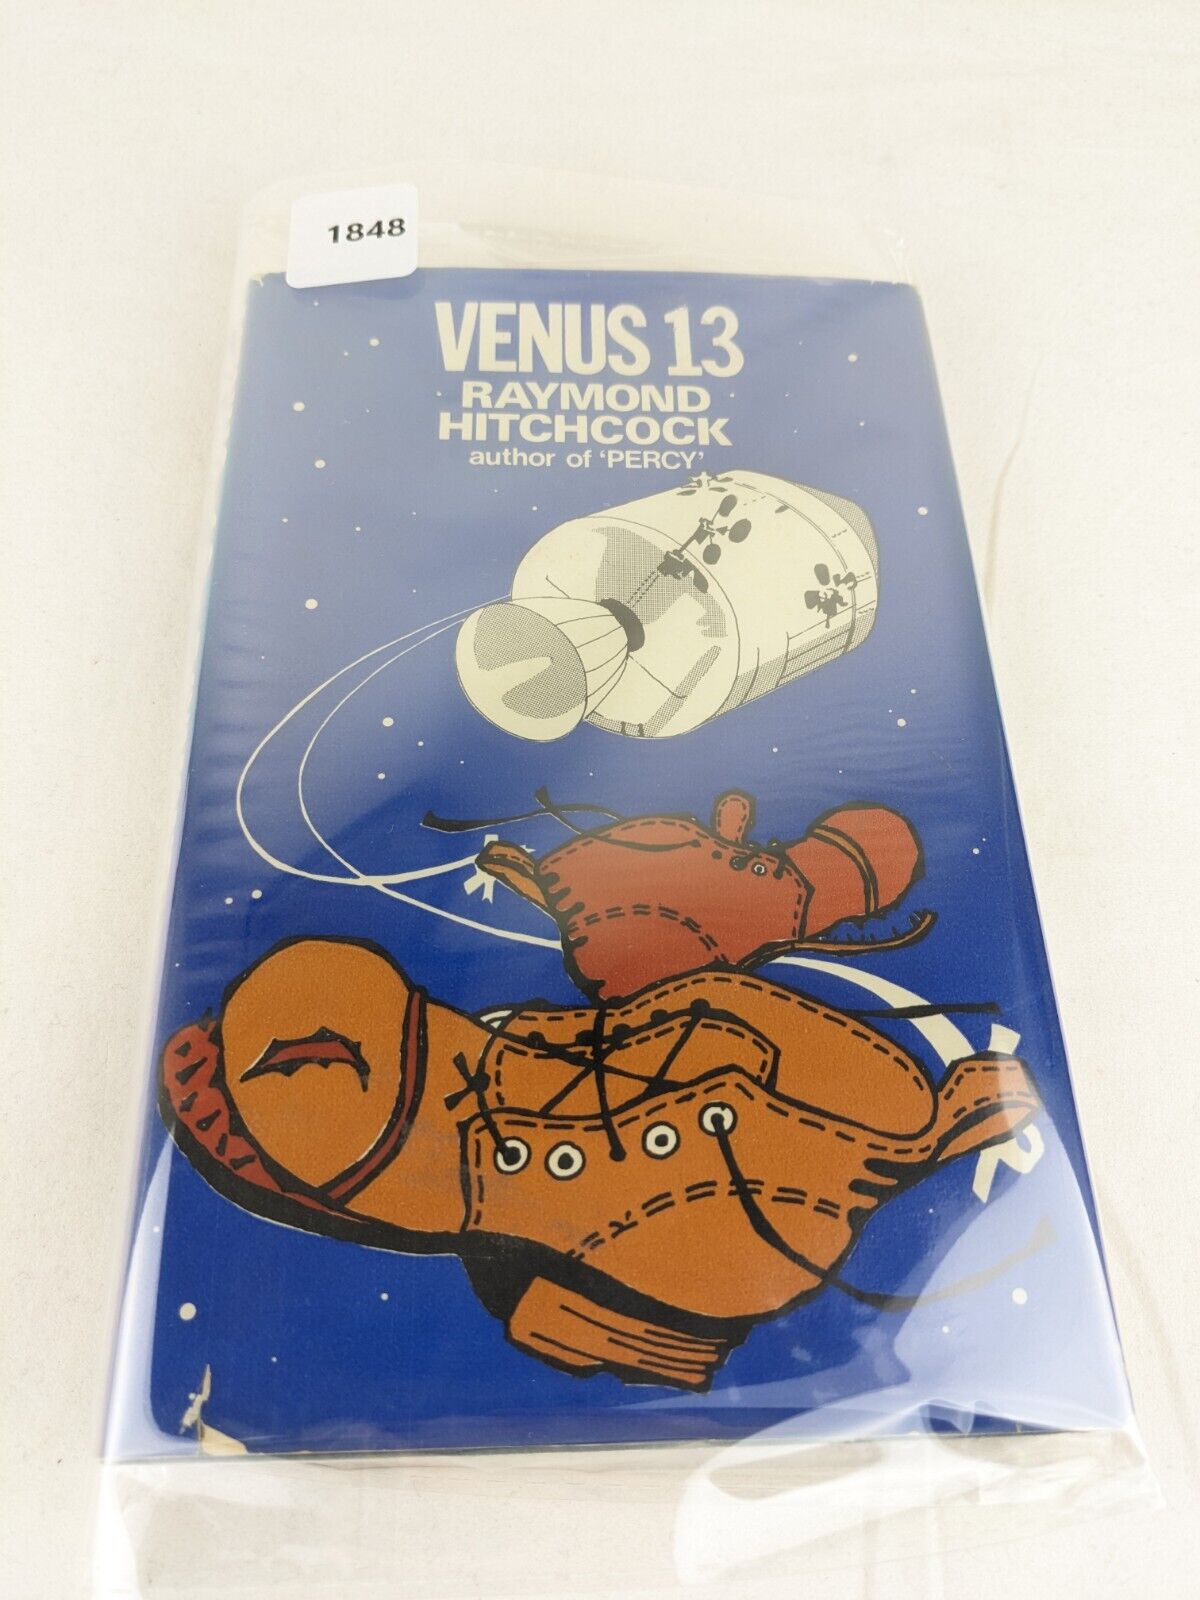 1848
VENUS 13
RAYMOND
HITCHCOCK
author of ‘PERCY’